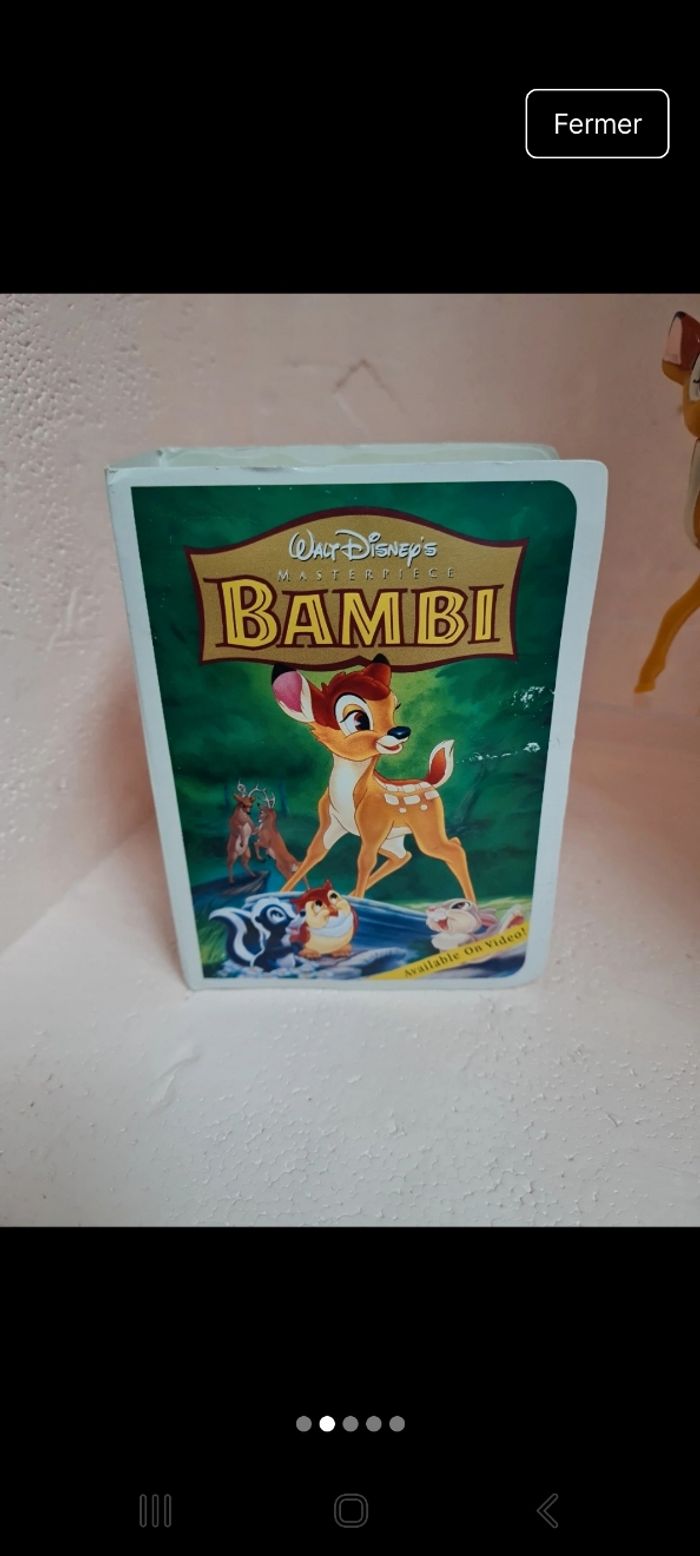 Fermer
Walt Disney's
MASTERPIECE
BAMBI
Available On Video!